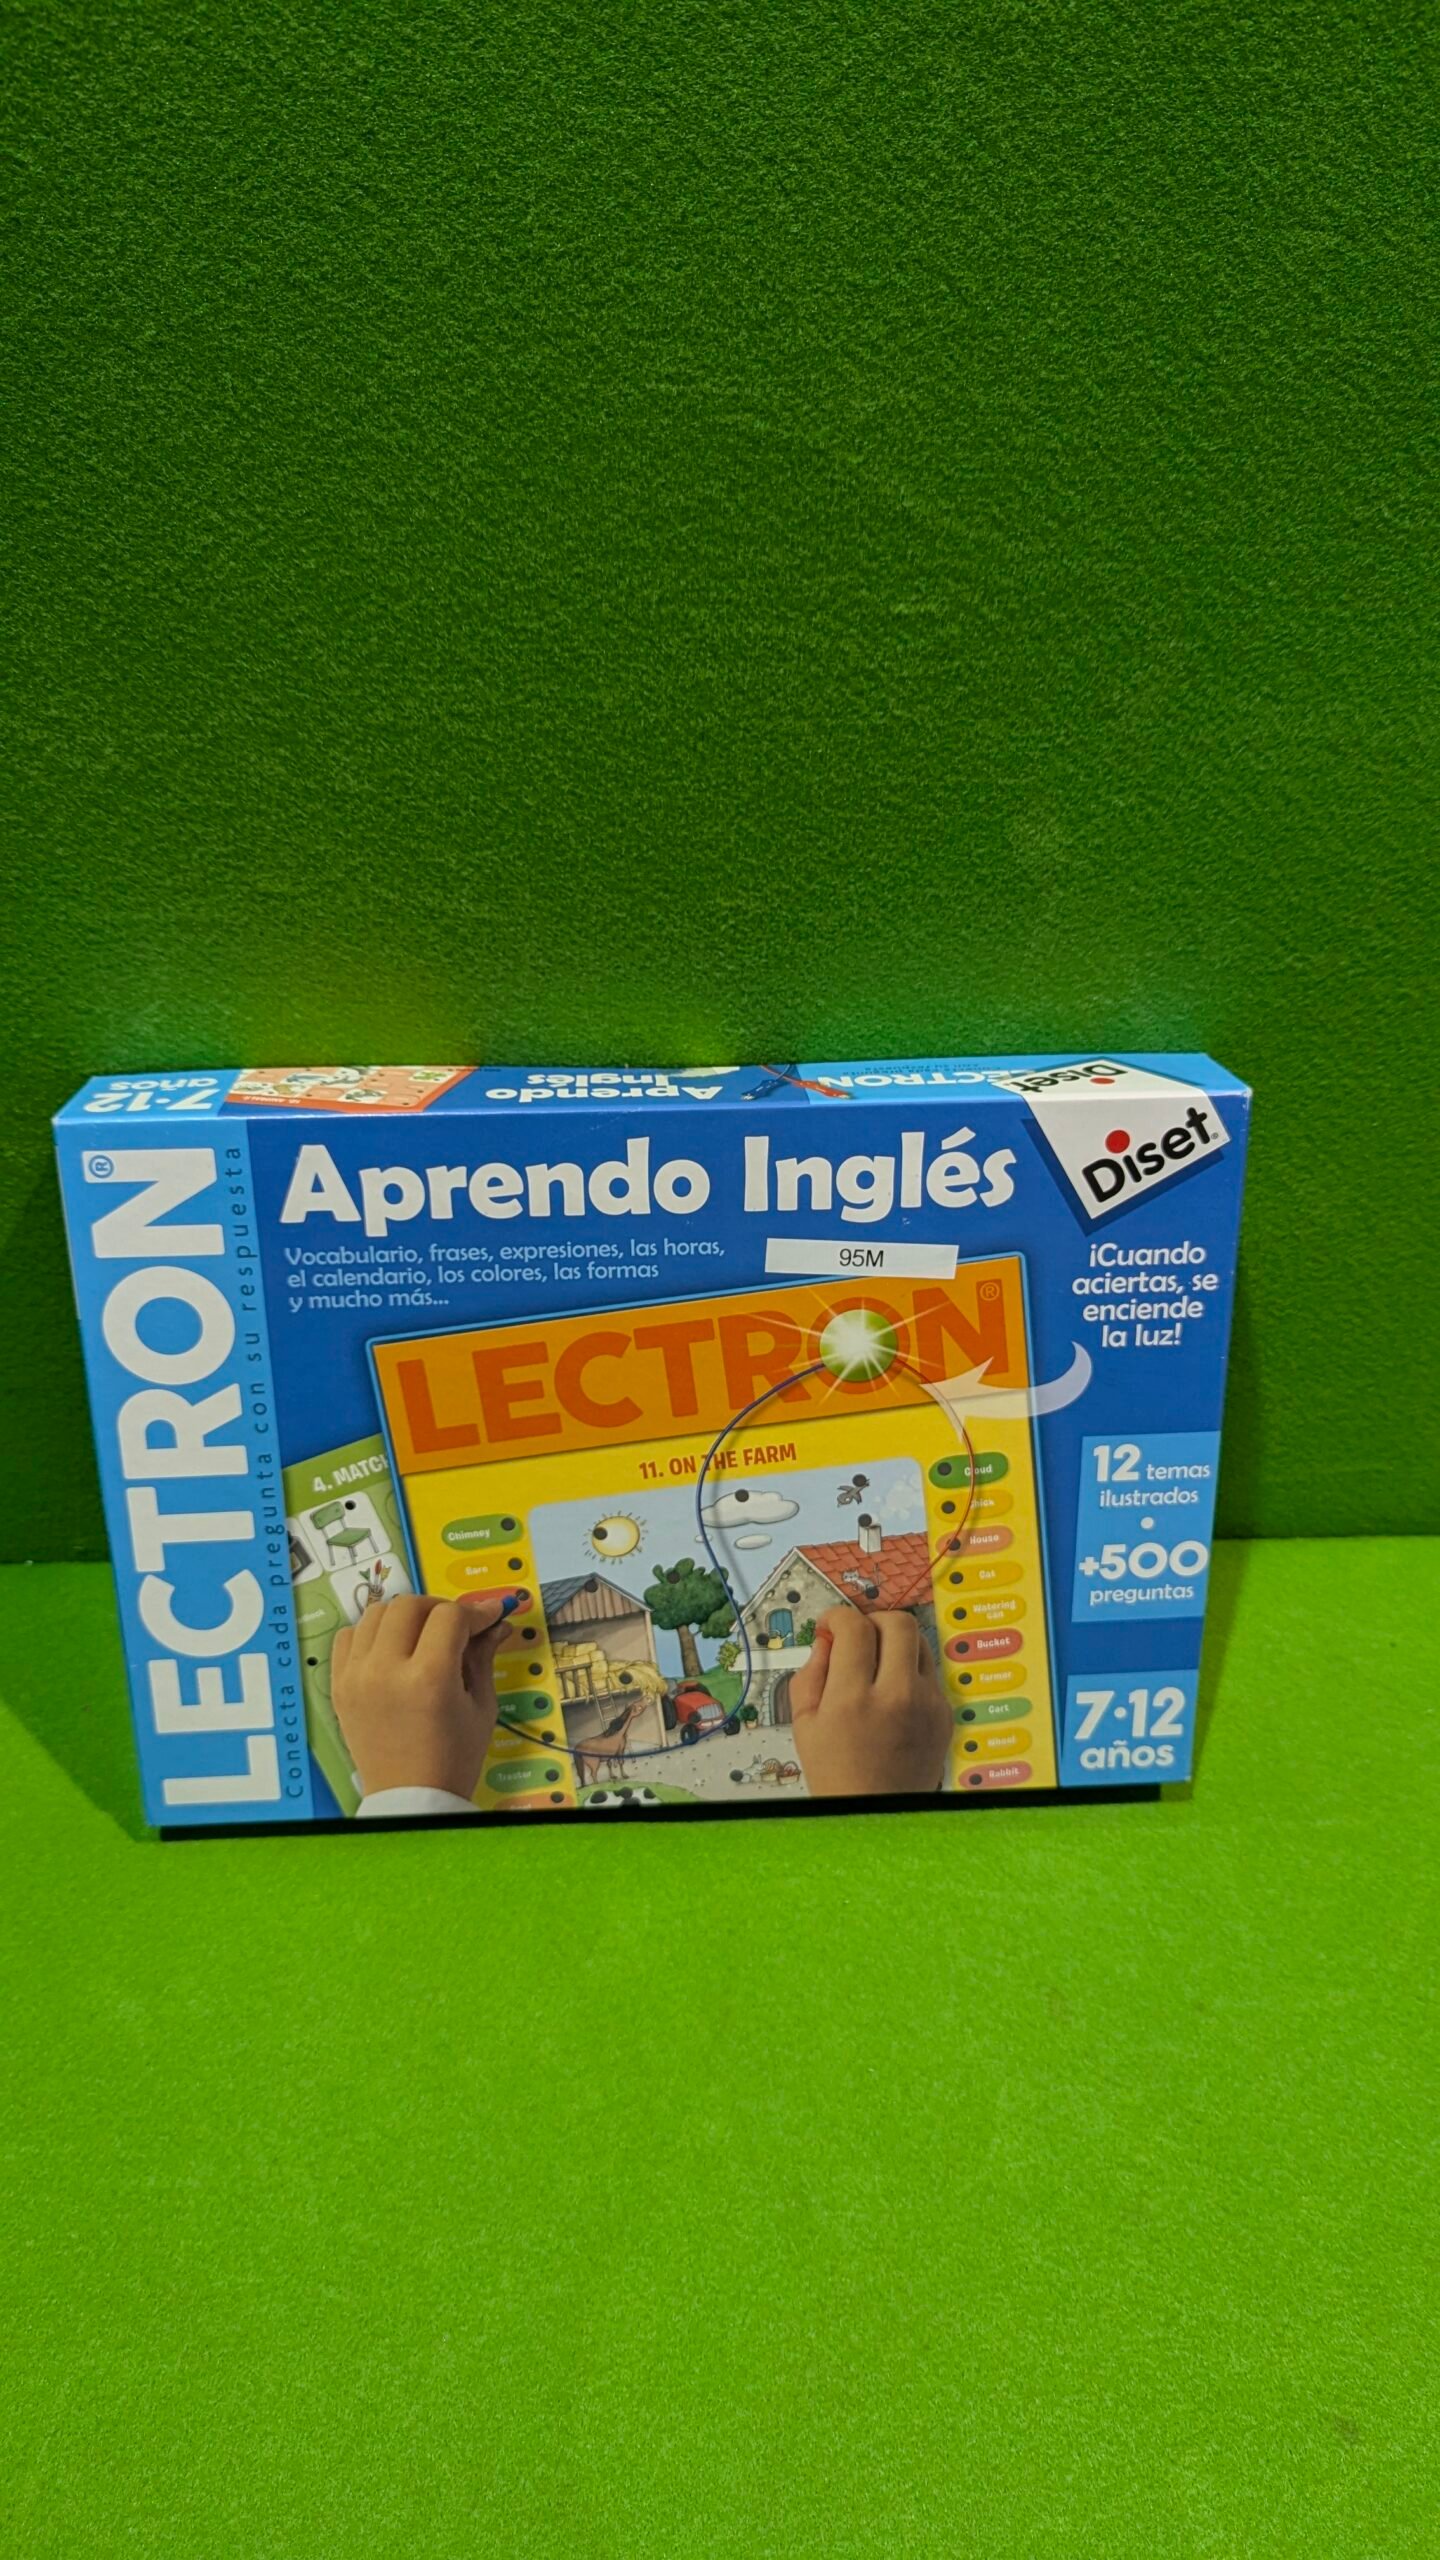 7·12
años
Aprendo
Inglés
LECTRON
Diset
LECTRON®
Conecta cada pregunta con su respuesta
Aprendo Inglés
Diset
Vocabulario, frases, expresiones, las horas,
el calendario, los colores, las formas
y mucho más...
95M
¡Cuando
aciertas, se
enciende
la luz!
LECTRON®
4. MATCH
11. ON THE FARM
Chimney
Barn
Tractor
Cloud
Chick
House
Cat
Watering
can
Bucket
Farmer
Cart
Wheel
Rabbit
12 temas
ilustrados
+500
preguntas
7·12
años